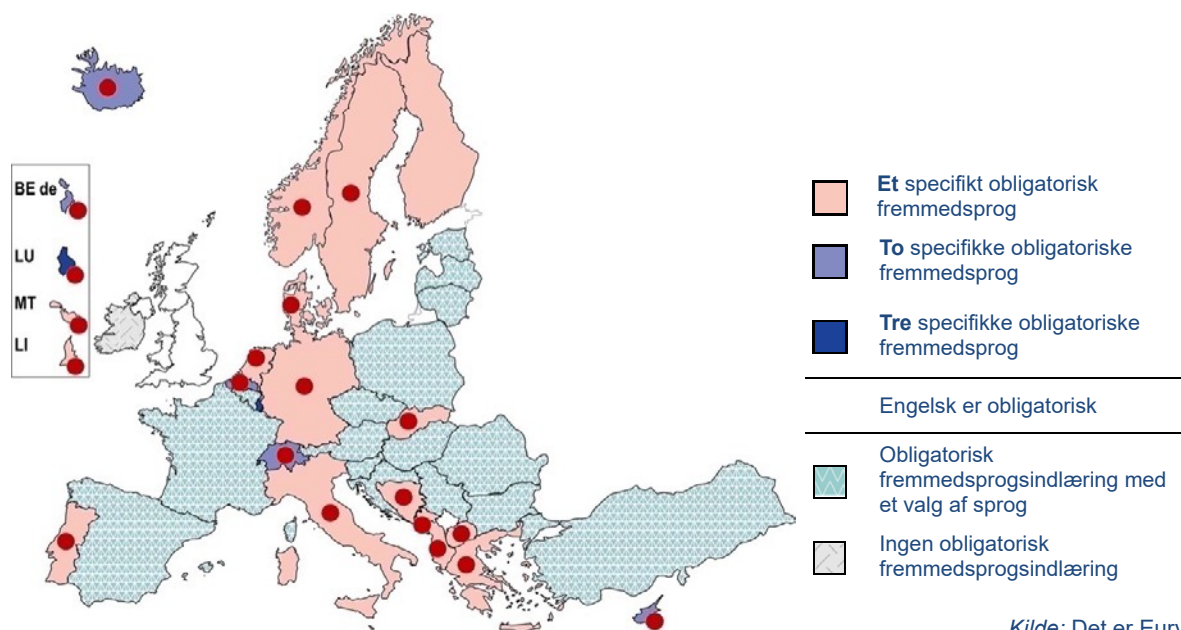 BE de
LU
MT
LI
Et specifikt obligatorisk
fremmedsprog
To specifikke obligatoriske
fremmedsprog
Tre specifikke obligatoriske
fremmedsprog
Engelsk er obligatorisk
Obligatorisk
fremmedsprogsindlæring med
et valg af sprog
Ingen obligatorisk
fremmedsprogsindlæring
Kilde: Det er Eury